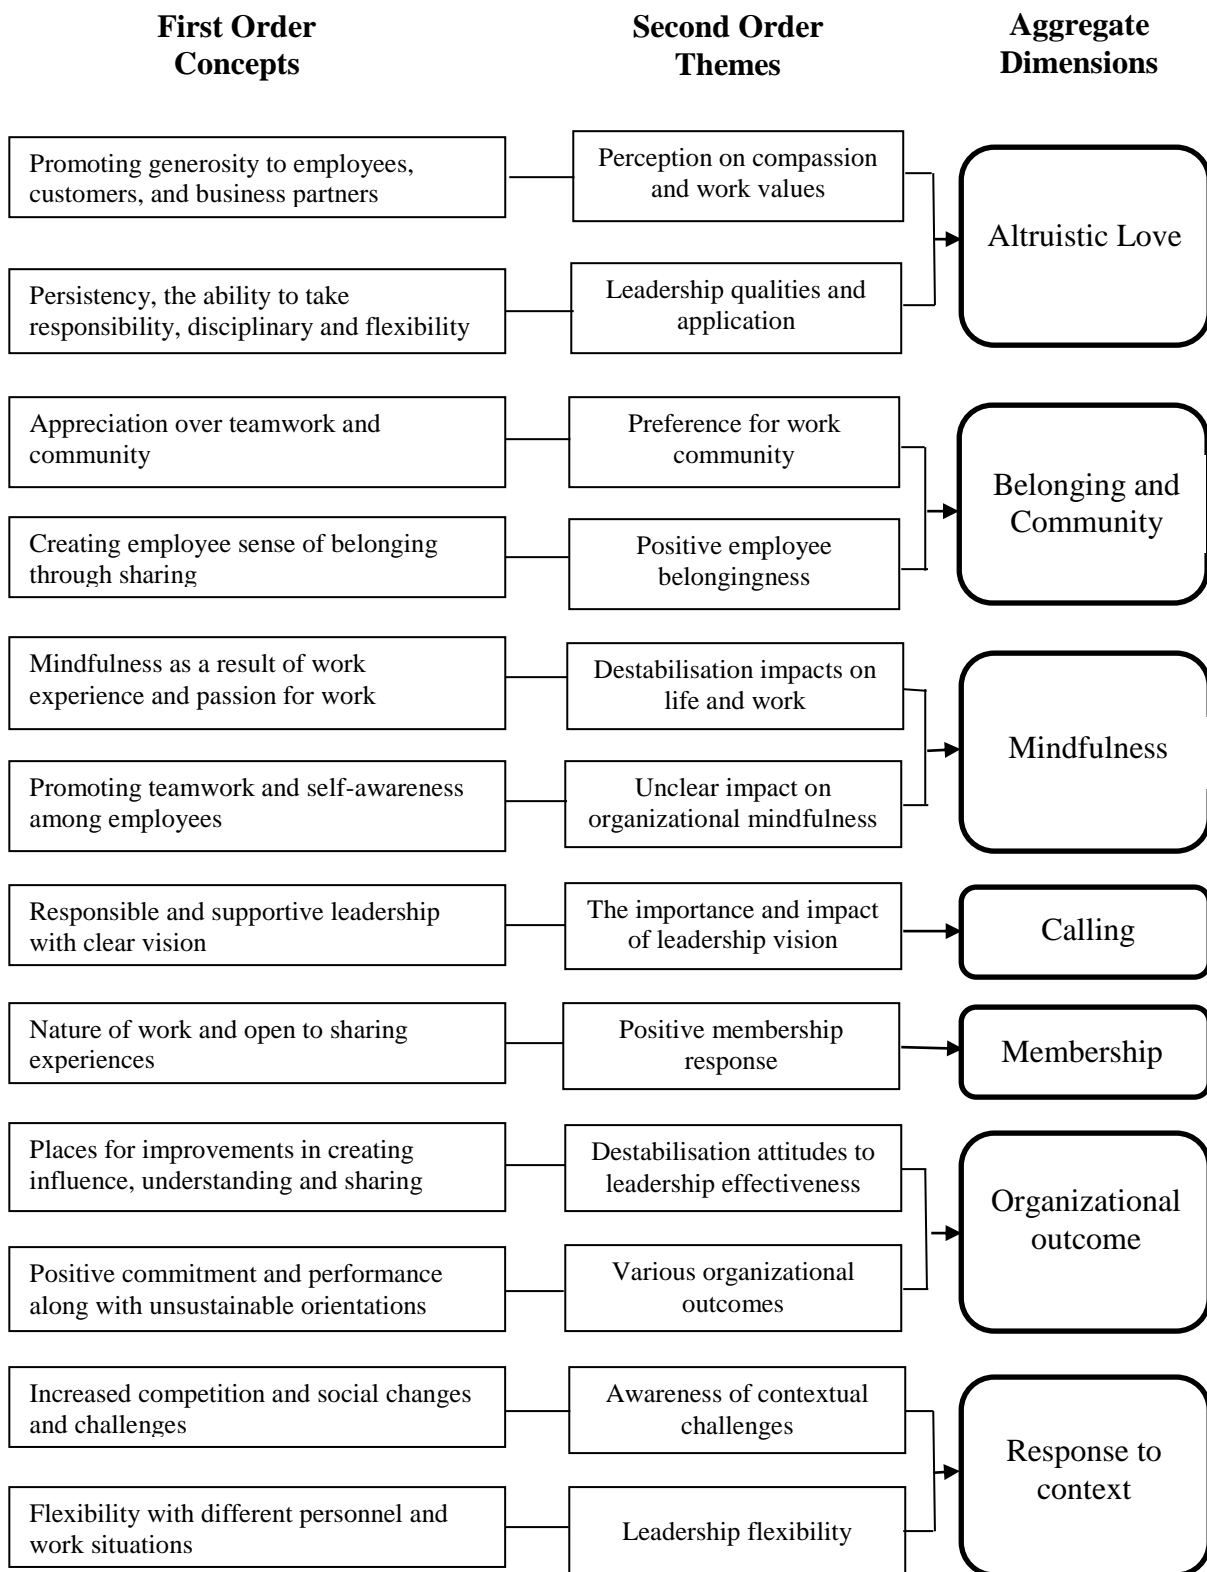 First Order
Concepts
Second Order
Themes
Aggregate
Dimensions
Promoting generosity to employees,
customers, and business partners
Perception on compassion
and work values
Altruistic Love
Persistency, the ability to take
responsibility, disciplinary and flexibility
Leadership qualities and
application
Appreciation over teamwork and
community
Preference for work
community
Belonging and
Community
Creating employee sense of belonging
through sharing
Positive employee
belongingness
Mindfulness as a result of work
experience and passion for work
Destabilisation impacts on
life and work
Mindfulness
Promoting teamwork and self-awareness
among employees
Unclear impact on
organizational mindfulness
Responsible and supportive leadership
with clear vision
The importance and impact
of leadership vision
Calling
Nature of work and open to sharing
experiences
Positive membership
response
Membership
Places for improvements in creating
influence, understanding and sharing
Destabilisation attitudes to
leadership effectiveness
Organizational
outcome
Positive commitment and performance
along with unsustainable orientations
Various organizational
outcomes
Increased competition and social changes
and challenges
Awareness of contextual
challenges
Response to
context
Flexibility with different personnel and
work situations
Leadership flexibility